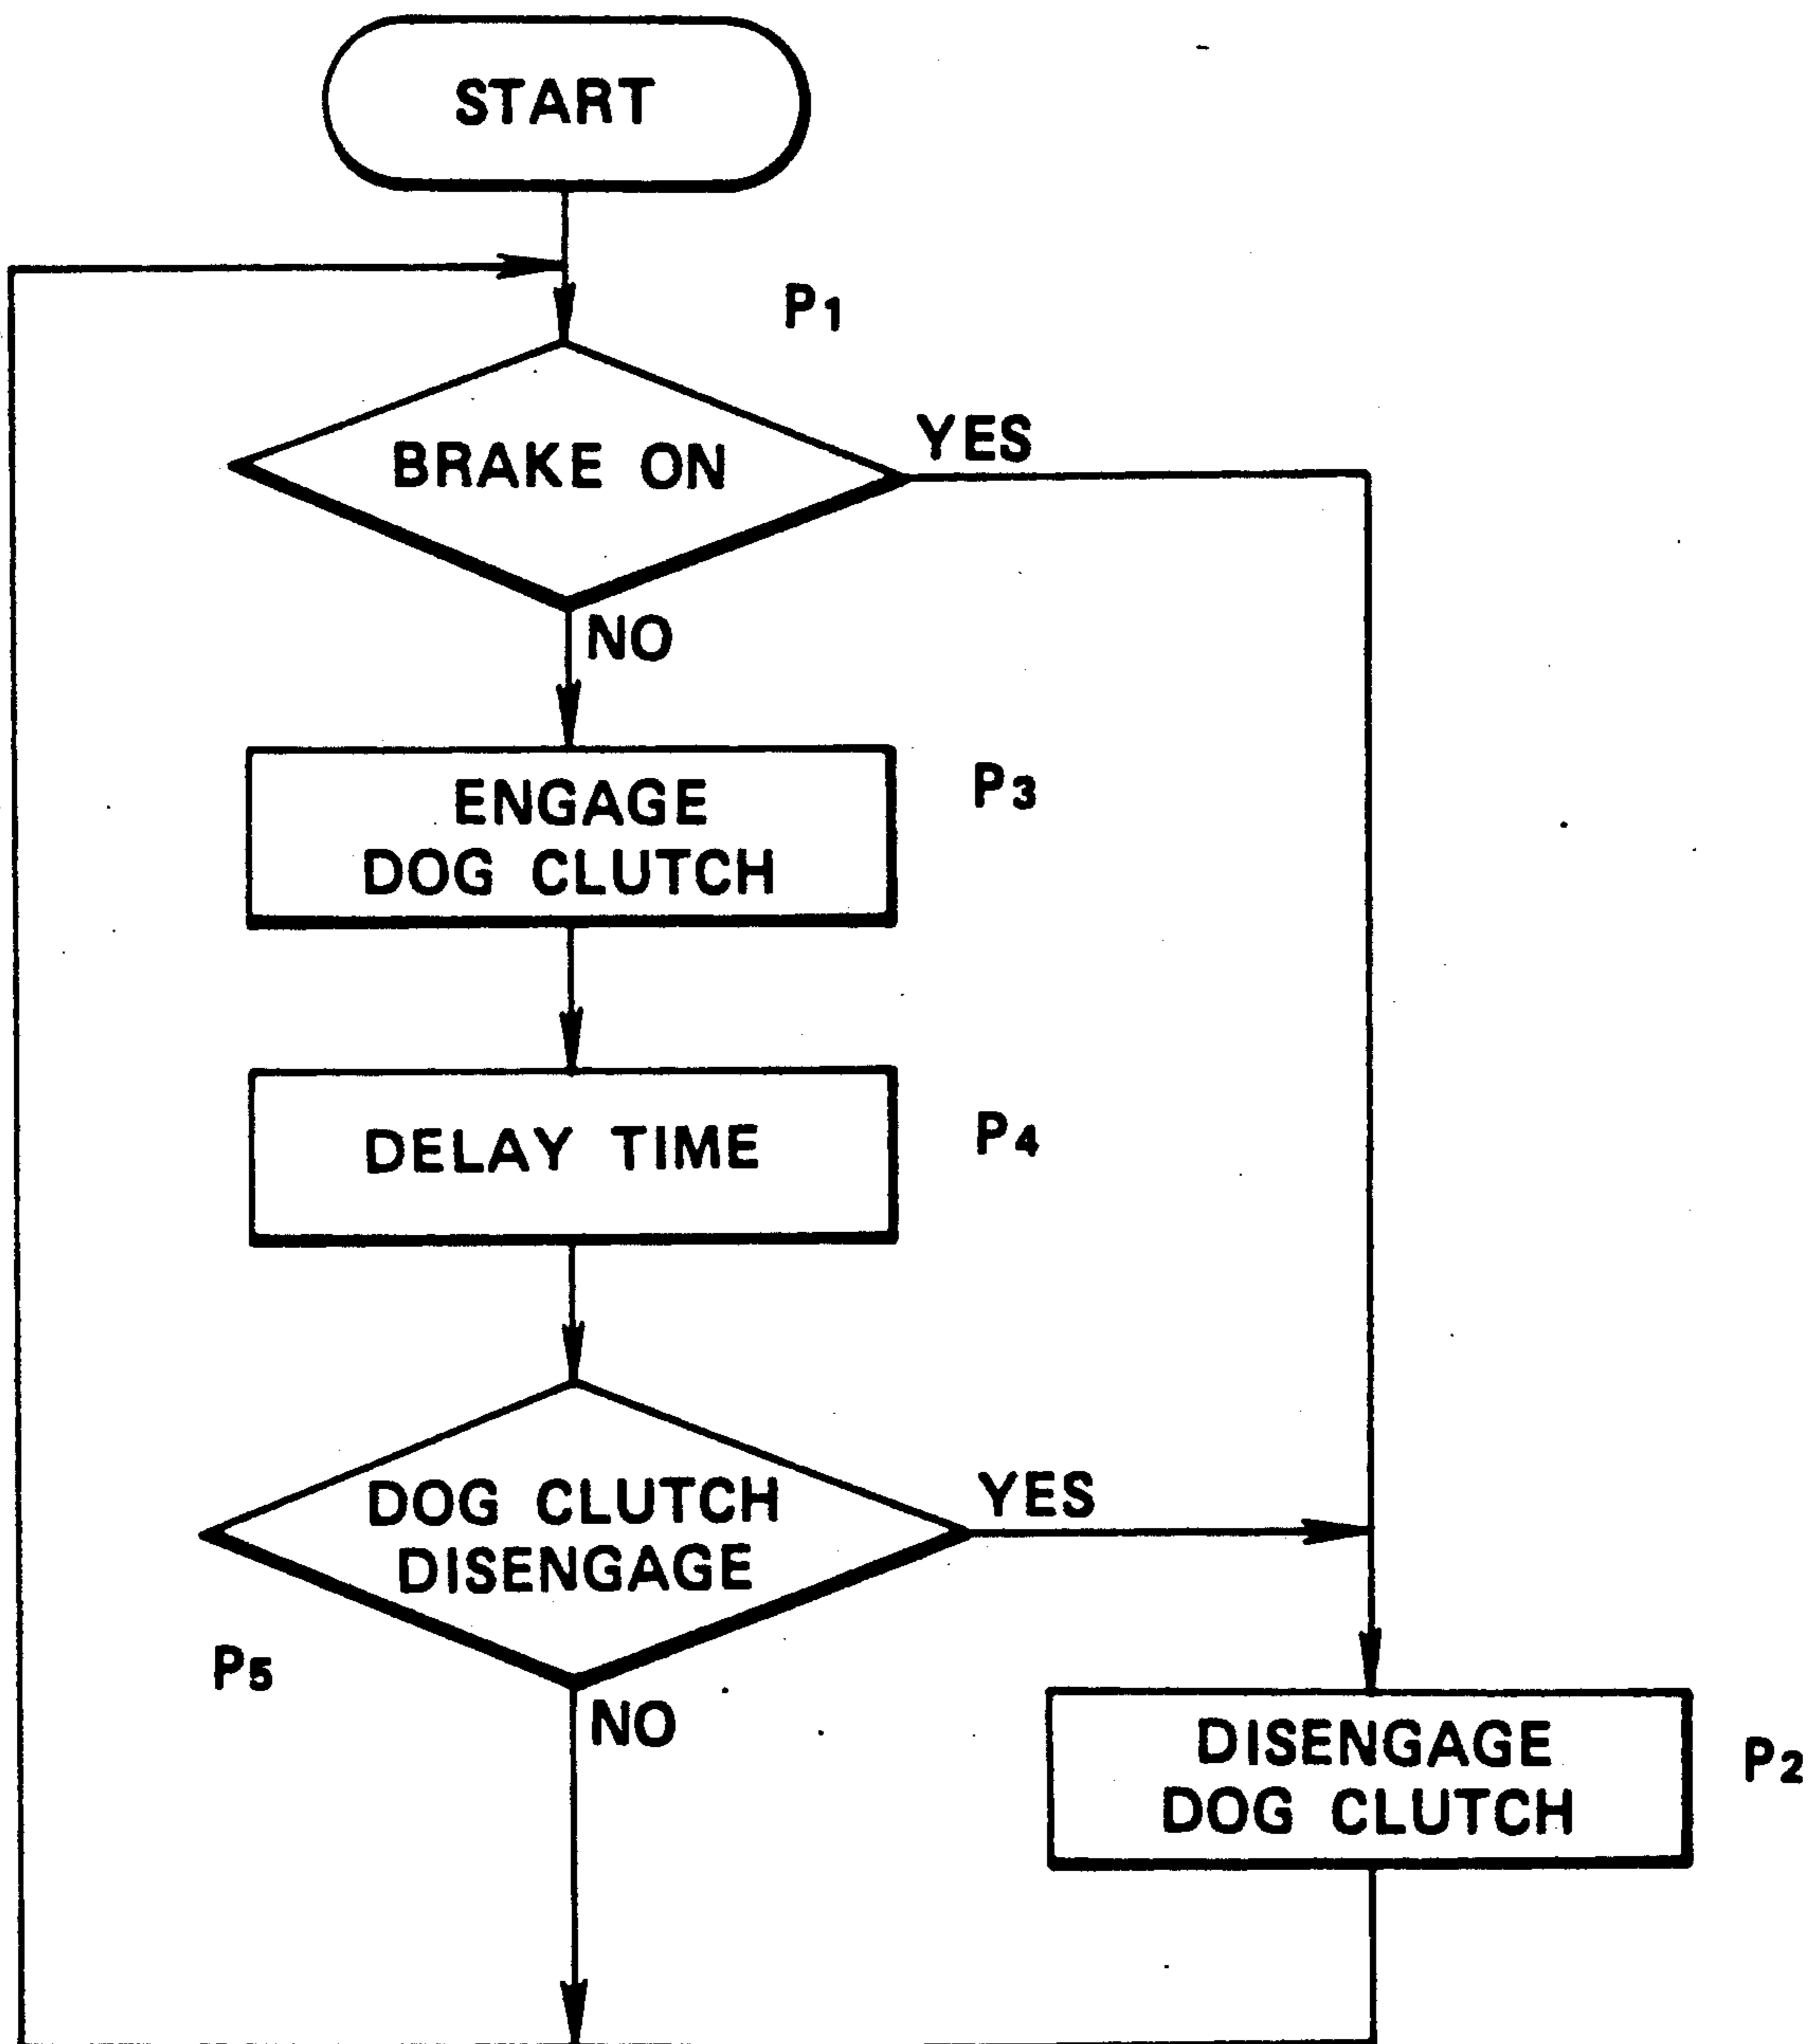 START
P1
BRAKE ON
YES
NO
ENGAGE
DOG CLUTCH
P3
DELAY TIME
P4
DOG CLUTCH
DISENGAGE
YES
P5
NO
DISENGAGE
DOG CLUTCH
P2